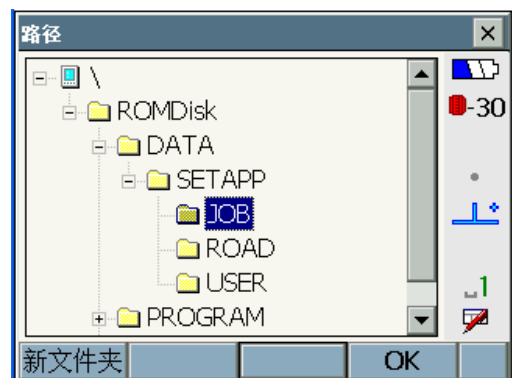 路径
\
ROMDisk
-30
DATA
SETAPP
JOB
ROAD
USER
1
PROGRAM
新文件夹 OK